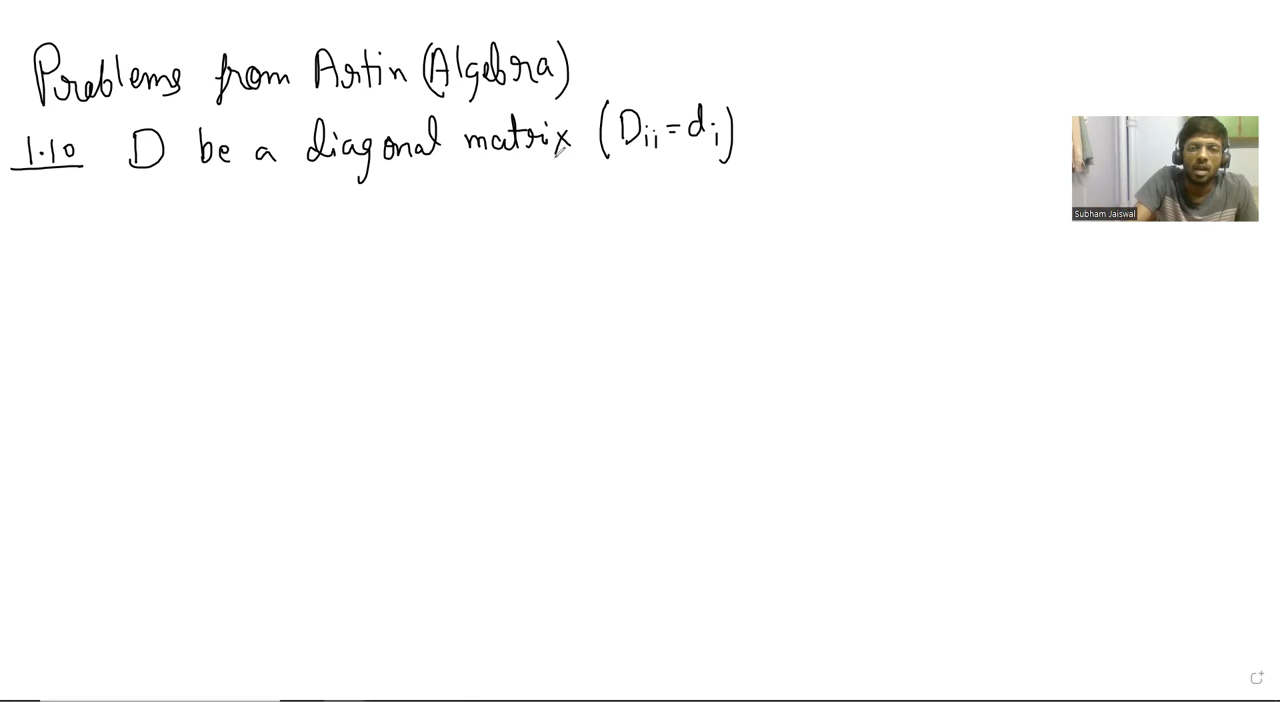 Problems from Artin (Algebra)
1.10 D be a diagonal matrix (Dii = di)
Subham Jaiswal